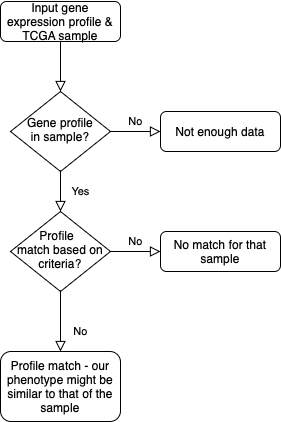 Input gene
expression profile &
TCGA sample
Gene profile
in sample?
No
Not enough data
Yes
Profile
match based on
criteria?
No
No match for that
sample
No
Profile match - our
phenotype might be
similar to that of the
sample